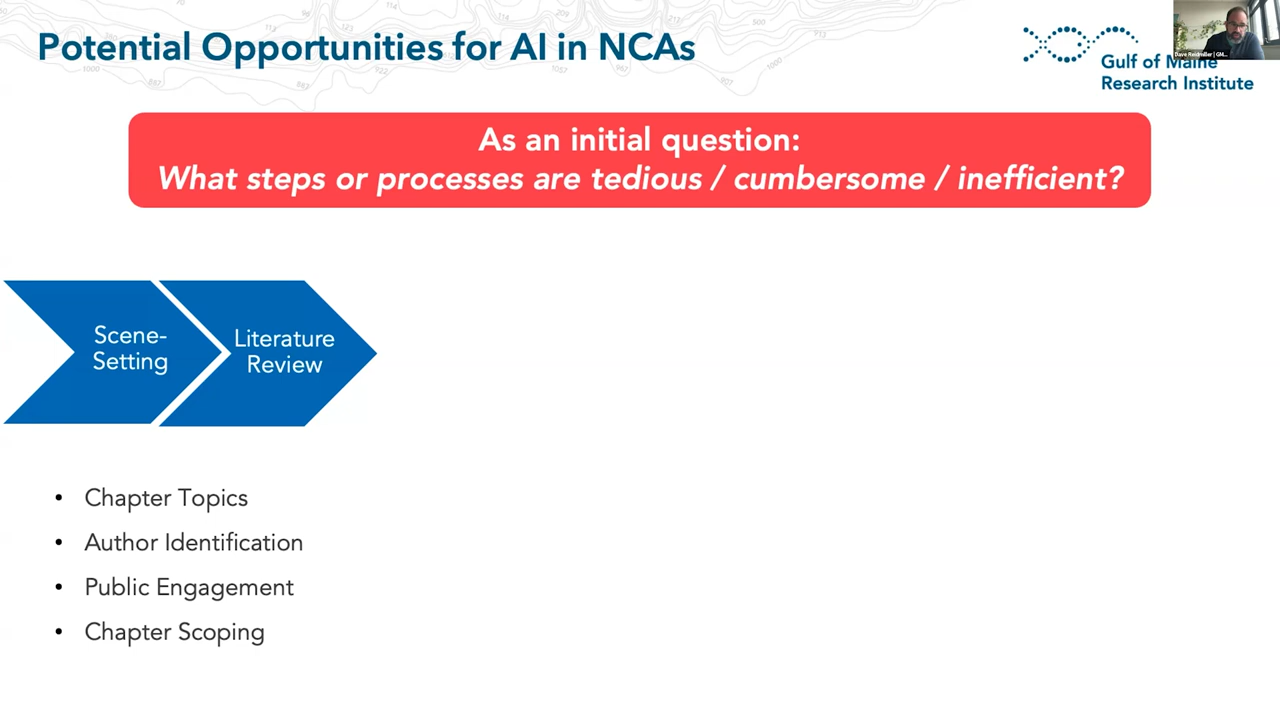 Potential Opportunities for AI in NCAs
Gulf of Maine
Research Institute
As an initial question:
What steps or processes are tedious / cumbersome / inefficient?
Scene-
Setting
Literature
Review
• Chapter Topics
• Author Identification
• Public Engagement
• Chapter Scoping